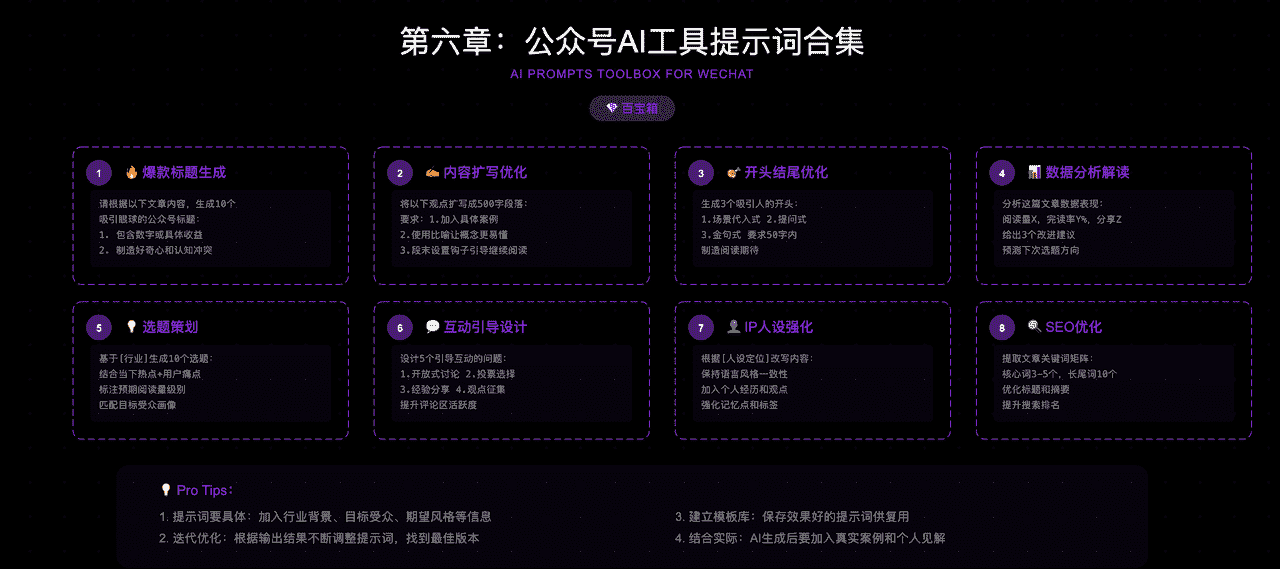 第六章：公众号AI工具提示词合集
AI PROMPTS TOOLBOX FOR WECHAT
百宝箱
1 爆款标题生成
请根据以下文章内容，生成10个
吸引眼球的公众号标题：
1. 包含数字或具体收益
2. 制造好奇心和认知冲突
2 内容扩写优化
将以下观点扩写成500字段落：
要求：1.加入具体案例
2.使用比喻让概念更易懂
3.段末设置钩子引导继续阅读
3 开头结尾优化
生成3个吸引人的开头：
1.场景代入式 2.提问式
3.金句式 要求50字内
制造阅读期待
4 数据分析解读
分析这篇文章数据表现：
阅读量X，完读率Y%，分享Z
给出3个改进建议
预测下次选题方向
5 选题策划
基于[行业]生成10个选题：
结合当下热点+用户痛点
标注预期阅读量级别
匹配目标受众画像
6 互动引导设计
设计5个引导互动的问题：
1.开放式讨论 2.投票选择
3.经验分享 4.观点征集
提升评论区活跃度
7 IP人设强化
根据[人设定位]改写内容：
保持语言风格一致性
加入个人经历和观点
强化记忆点和标签
8 SEO优化
提取文章关键词矩阵：
核心词3-5个，长尾词10个
优化标题和摘要
提升搜索排名
Pro Tips：
1. 提示词要具体：加入行业背景、目标受众、期望风格等信息
2. 迭代优化：根据输出结果不断调整提示词，找到最佳版本
3. 建立模板库：保存效果好的提示词供复用
4. 结合实际：AI生成后要加入真实案例和个人见解